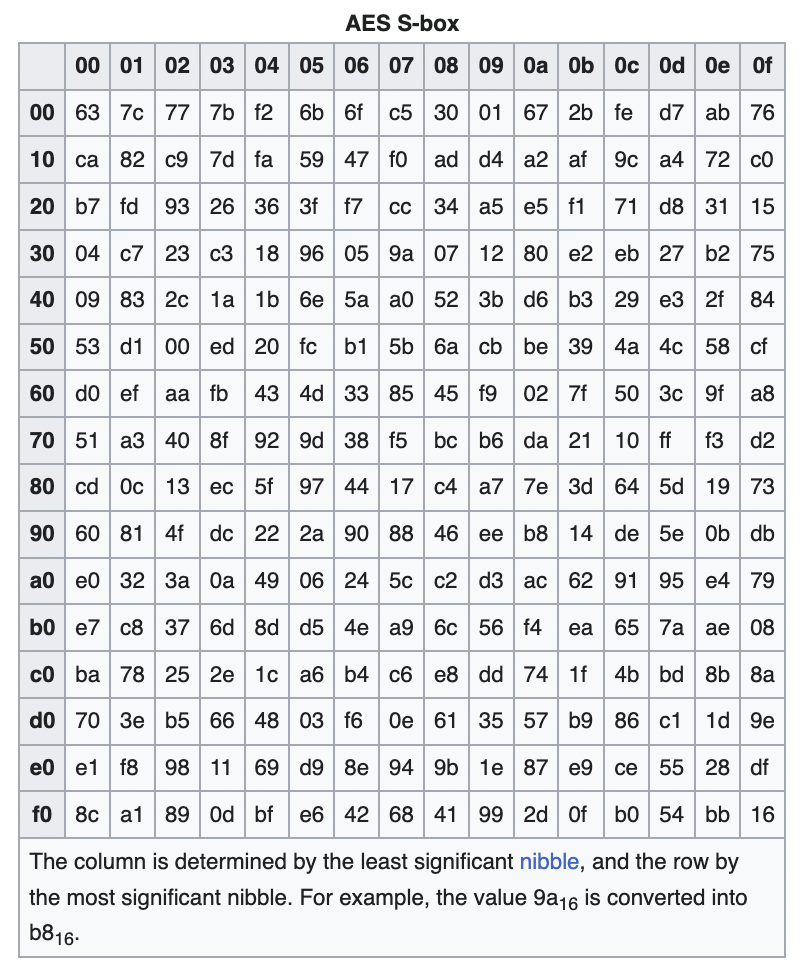 AES S-box
00 01 02 03 04 05 06 07 08 09 0a 0b 0c 0d 0e 0f
00 63 7c 77 7b f2 6b 6f c5 30 01 67 2b fe d7 ab 76
10 ca 82 c9 7d fa 59 47 f0 ad d4 a2 af 9c a4 72 c0
20 b7 fd 93 26 36 3f f7 cc 34 a5 e5 f1 71 d8 31 15
30 04 c7 23 c3 18 96 05 9a 07 12 80 e2 eb 27 b2 75
40 09 83 2c 1a 1b 6e 5a a0 52 3b d6 b3 29 e3 2f 84
50 53 d1 00 ed 20 fc b1 5b 6a cb be 39 4a 4c 58 cf
60 d0 ef aa fb 43 4d 33 85 45 f9 02 7f 50 3c 9f a8
70 51 a3 40 8f 92 9d 38 f5 bc b6 da 21 10 ff f3 d2
80 cd 0c 13 ec 5f 97 44 17 c4 a7 7e 3d 64 5d 19 73
90 60 81 4f dc 22 2a 90 88 46 ee b8 14 de 5e 0b db
a0 e0 32 3a 0a 49 06 24 5c c2 d3 ac 62 91 95 e4 79
b0 e7 c8 37 6d 8d d5 4e a9 6c 56 f4 ea 65 7a ae 08
c0 ba 78 25 2e 1c a6 b4 c6 e8 dd 74 1f 4b bd 8b 8a
d0 70 3e b5 66 48 03 f6 0e 61 35 57 b9 86 c1 1d 9e
e0 e1 f8 98 11 69 d9 8e 94 9b 1e 87 e9 ce 55 28 df
f0 8c a1 89 0d bf e6 42 68 41 99 2d 0f b0 54 bb 16
The column is determined by the least significant nibble, and the row by
the most significant nibble. For example, the value 9a₁₆ is converted into
b8₁₆.